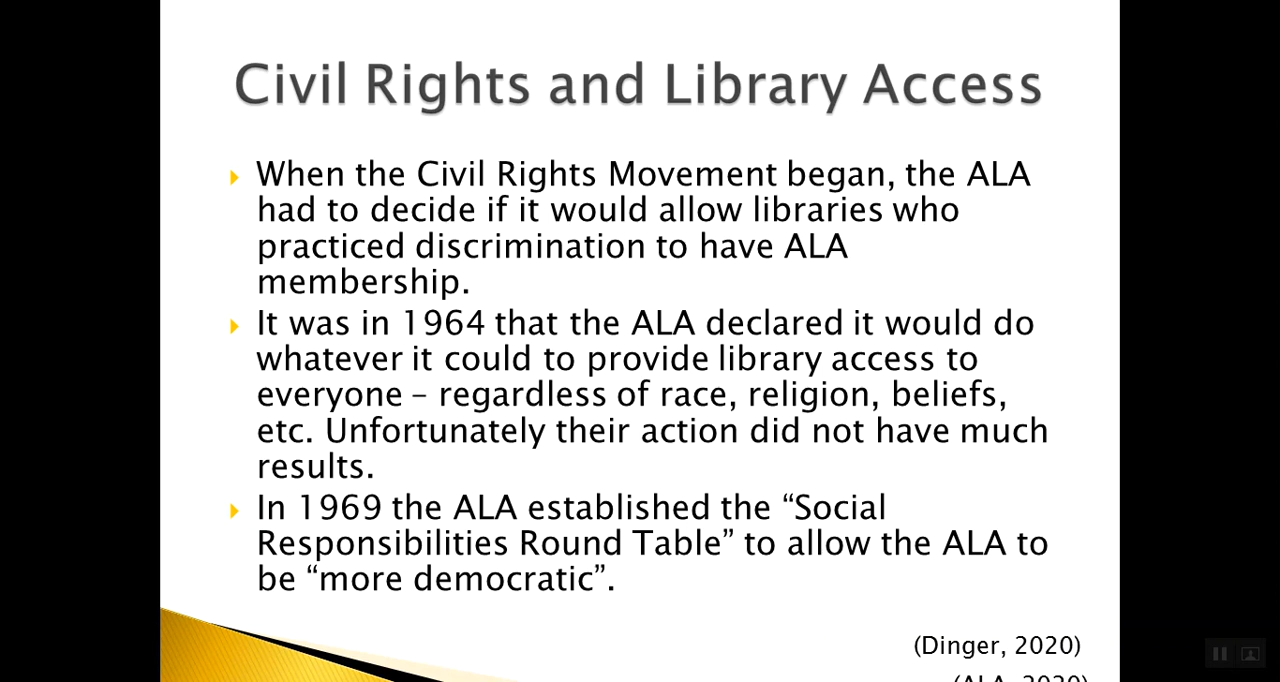 Civil Rights and Library Access
When the Civil Rights Movement began, the ALA
had to decide if it would allow libraries who
practiced discrimination to have ALA
membership.
It was in 1964 that the ALA declared it would do
whatever it could to provide library access to
everyone – regardless of race, religion, beliefs,
etc. Unfortunately their action did not have much
results.
In 1969 the ALA established the “Social
Responsibilities Round Table” to allow the ALA to
be “more democratic”.
(Dinger, 2020)
(ALA, 2020)